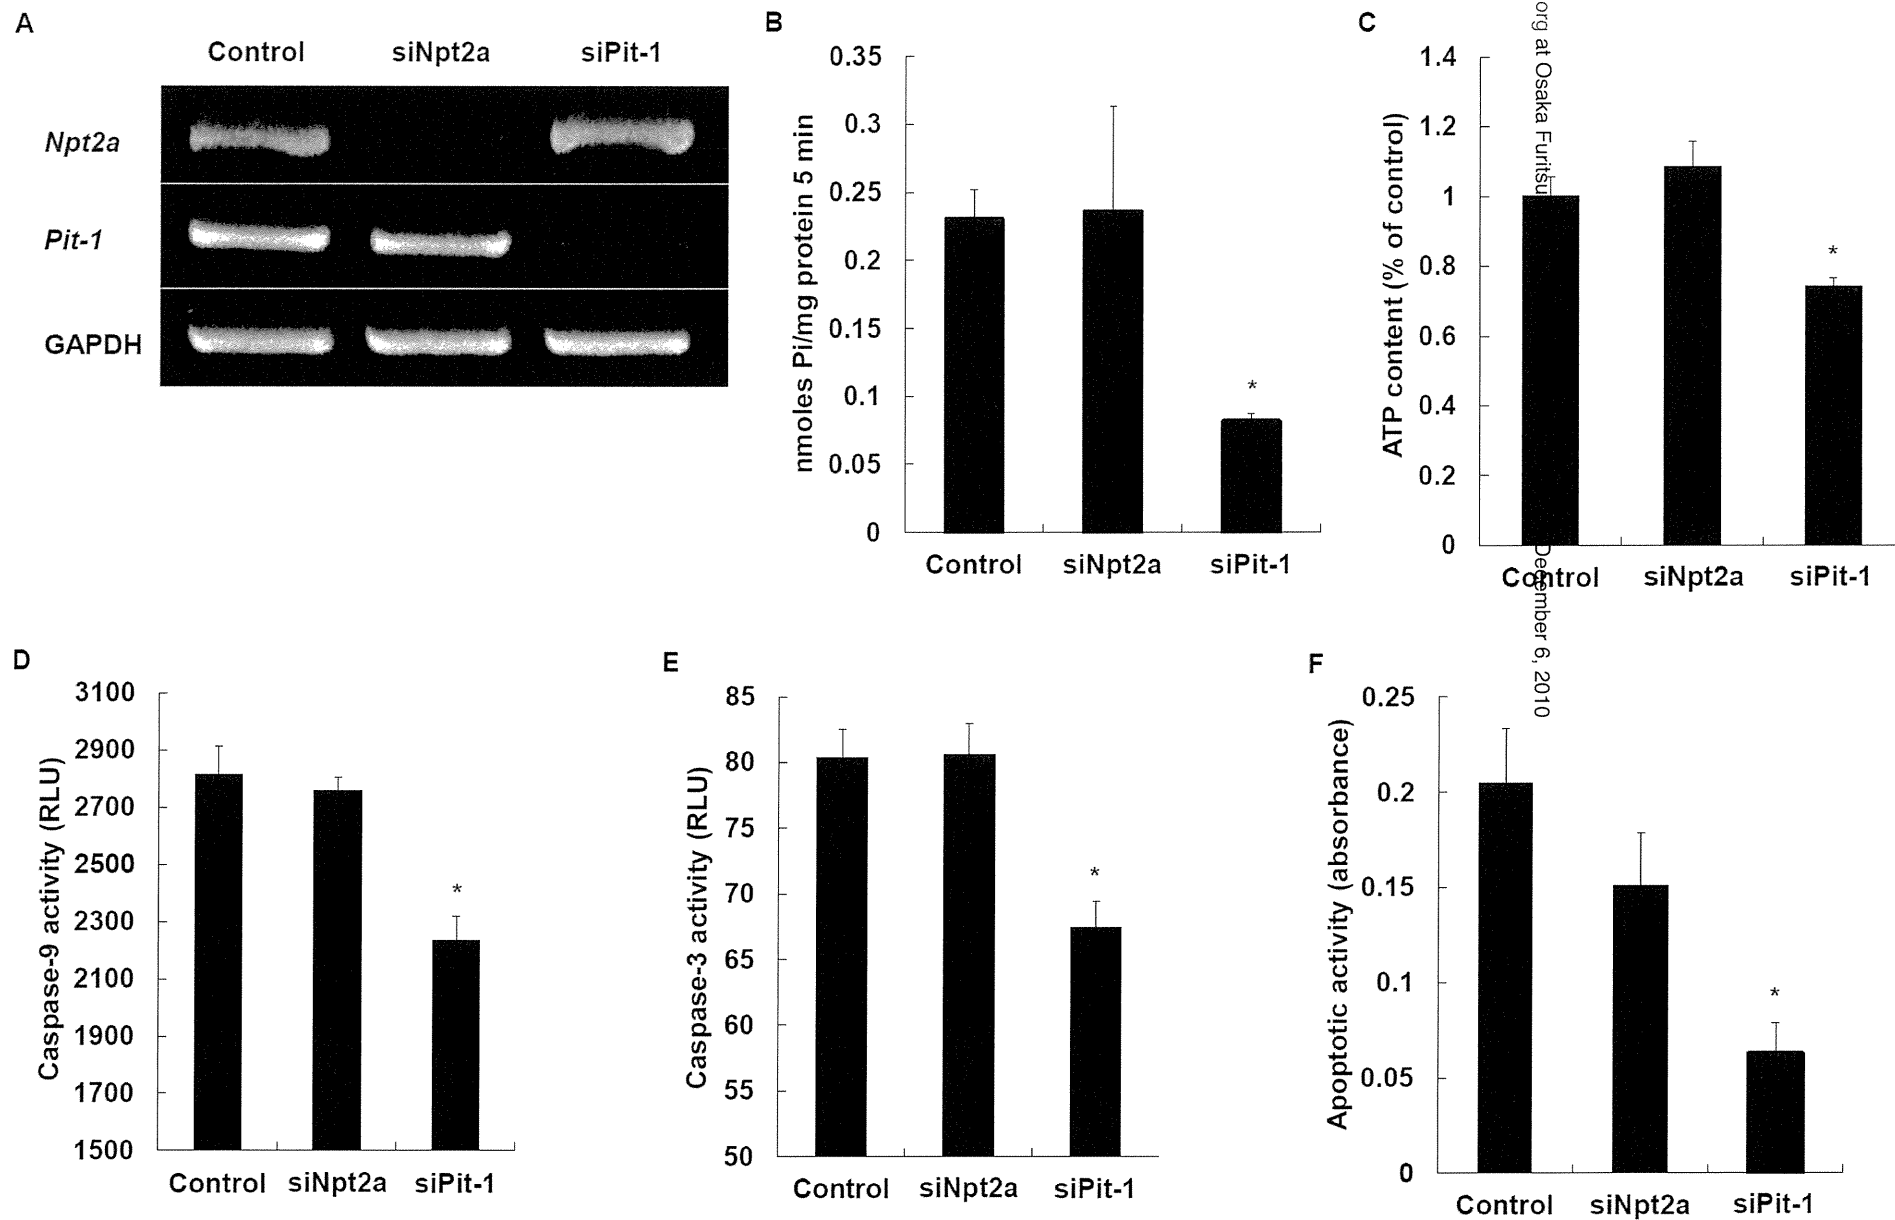 A
Control siNpt2a siPit-1
Npt2a
Pit-1
GAPDH
B
nmoles Pi/mg protein 5 min
0.35
0.3
0.25
0.2
0.15
0.1
0.05
0
*
Control siNpt2a siPit-1
C
ATP content (% of control)
1.4
1.2
1
0.8
0.6
0.4
0.2
0
*
Control siNpt2a siPit-1
org at Osaka Furitsu
December 6, 2010
D
Caspase-9 activity (RLU)
3100
2900
2700
2500
2300
2100
1900
1700
1500
*
Control siNpt2a siPit-1
E
Caspase-3 activity (RLU)
85
80
75
70
65
60
55
50
*
Control siNpt2a siPit-1
F
Apoptotic activity (absorbance)
0.25
0.2
0.15
0.1
0.05
0
*
Control siNpt2a siPit-1